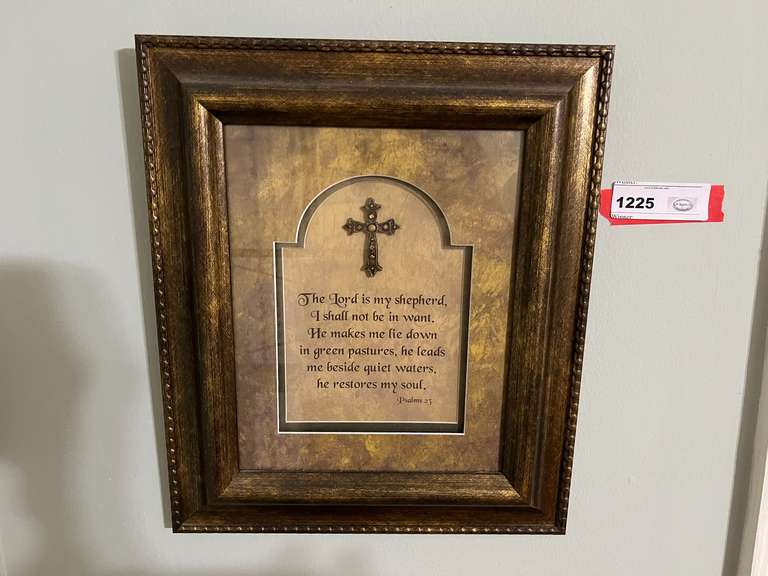 The Lord is my shepherd,
I shall not be in want.
He makes me lie down
in green pastures, he leads
me beside quiet waters,
he restores my soul.
Psalms 23
1225
Winner: